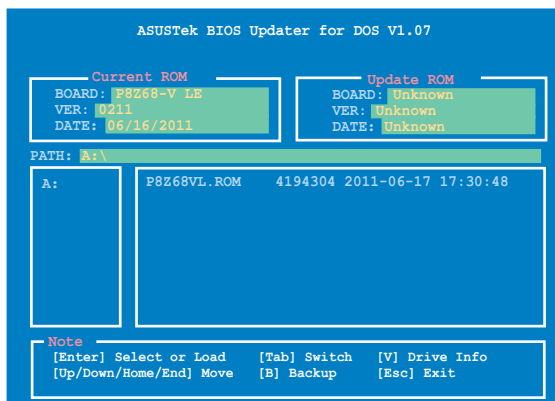 ASUSTek BIOS Updater for DOS V1.07
Current ROM
BOARD: P8Z68-V LE
VER: 0211
DATE: 06/16/2011
Update ROM
BOARD: Unknown
VER: Unknown
DATE: Unknown
PATH: A:\
A:
P8Z68VL.ROM 4194304 2011-06-17 17:30:48
Note
[Enter] Select or Load [Tab] Switch [V] Drive Info
[Up/Down/Home/End] Move [B] Backup [Esc] Exit